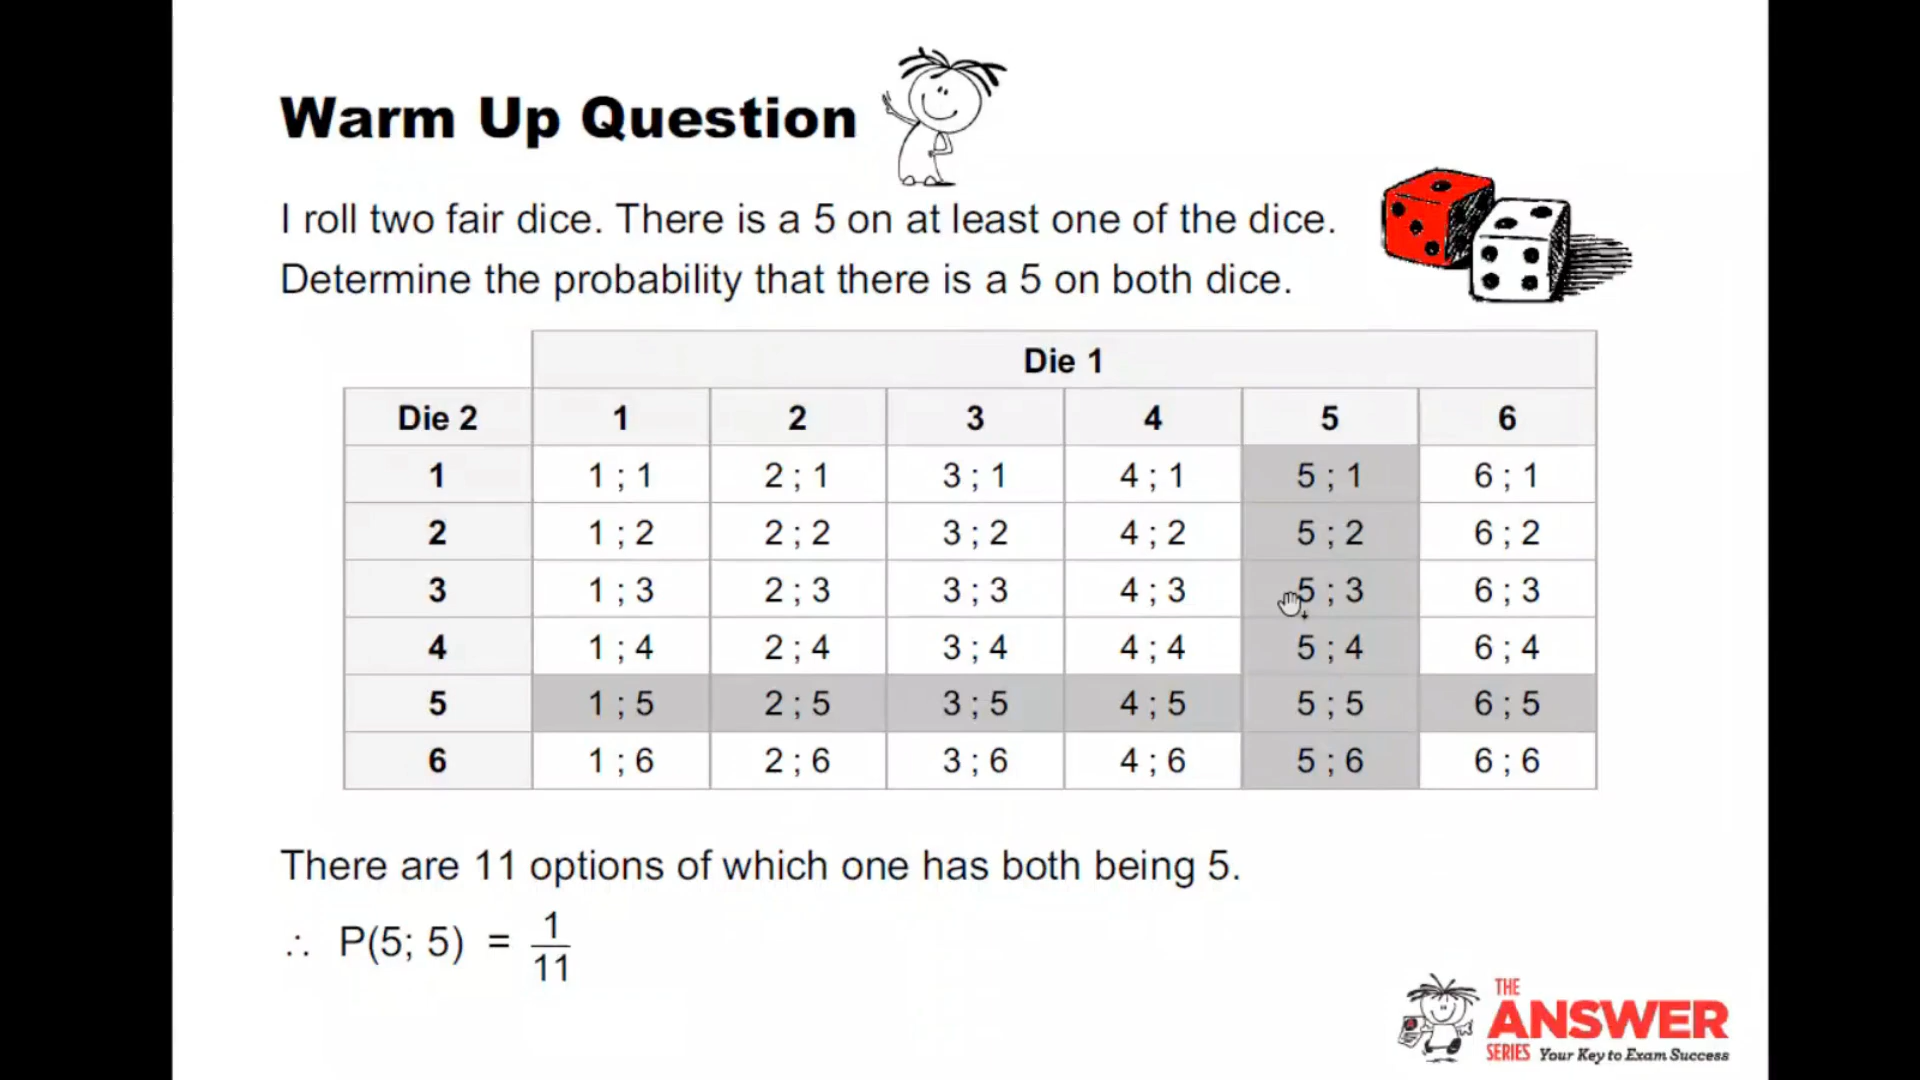 Warm Up Question
I roll two fair dice. There is a 5 on at least one of the dice.
Determine the probability that there is a 5 on both dice.
Die 1
Die 2 1 2 3 4 5 6
1 1 ; 1 2 ; 1 3 ; 1 4 ; 1 5 ; 1 6 ; 1
2 1 ; 2 2 ; 2 3 ; 2 4 ; 2 5 ; 2 6 ; 2
3 1 ; 3 2 ; 3 3 ; 3 4 ; 3 5 ; 3 6 ; 3
4 1 ; 4 2 ; 4 3 ; 4 4 ; 4 5 ; 4 6 ; 4
5 1 ; 5 2 ; 5 3 ; 5 4 ; 5 5 ; 5 6 ; 5
6 1 ; 6 2 ; 6 3 ; 6 4 ; 6 5 ; 6 6 ; 6
There are 11 options of which one has both being 5.
∴ P(5; 5) = 1/11
THE
ANSWER
SERIES Your Key to Exam Success